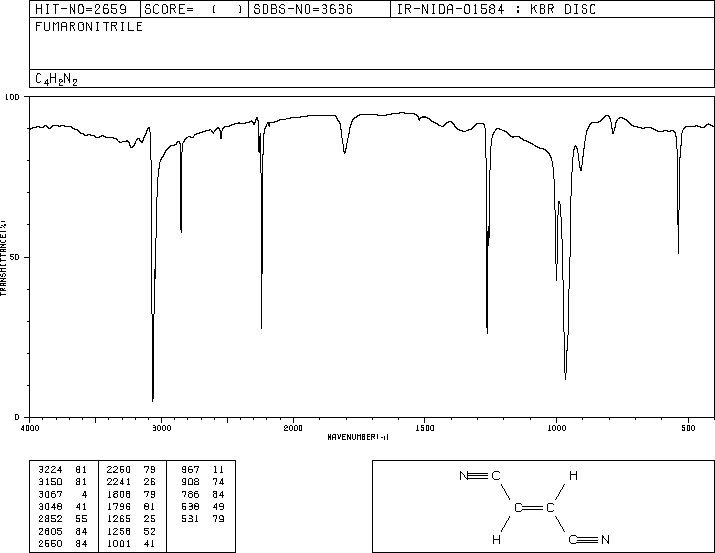 HIT-NO=2659 SCORE= ( ) SDBS-NO=3636 IR-NIDA-01584 : KBR DISC
FUMARONITRILE
C4H2N2
100
TRANSMITTANCE(%)
50
0
4000 3000 2000 1500 1000 500
WAVENUMBER(-1)
3224 81 2260 79 967 11
3150 81 2241 26 908 74
3067 4 1808 79 786 84
3048 41 1796 81 538 49
2852 55 1265 25 531 79
2805 84 1258 52
2550 84 1001 41
N C H
C C
H C N